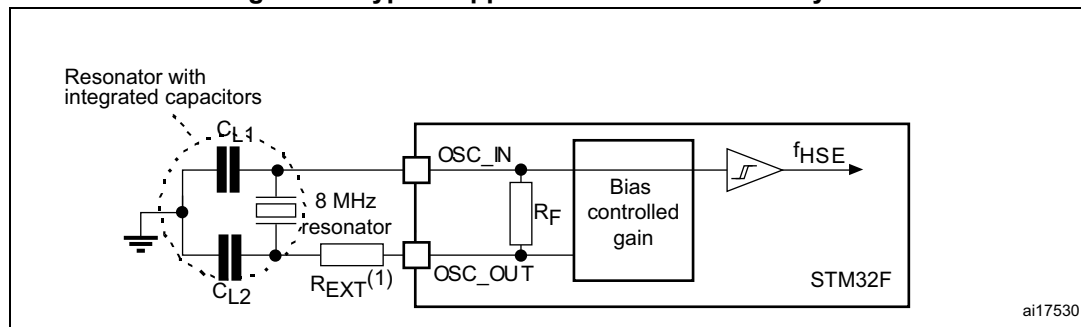 Resonator with
integrated capacitors
CL1
OSC_IN
fHSE
8 MHz
resonator
RF
Bias
controlled
gain
REXT(1)
OSC_OUT
CL2
STM32F
ai17530